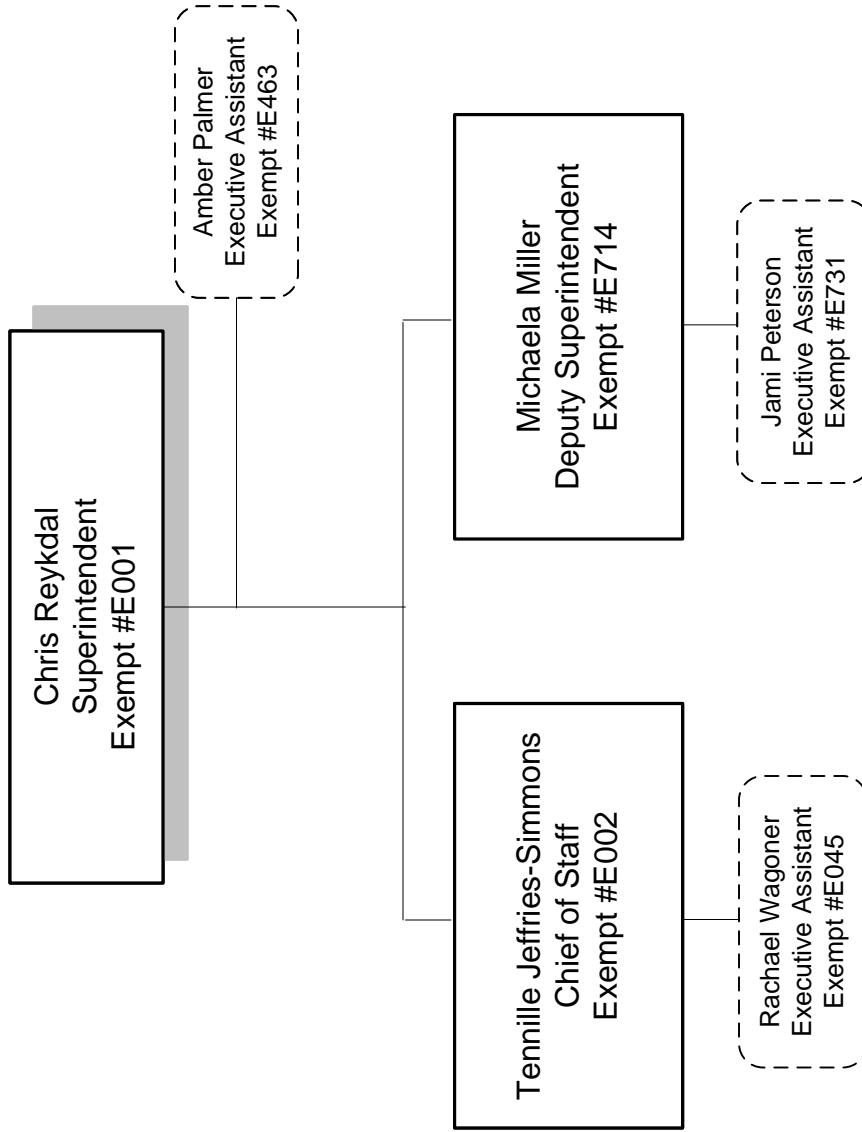 Chris Reykdal
Superintendent
Exempt #E001
Amber Palmer
Executive Assistant
Exempt #E463
Tennille Jeffries-Simmons
Chief of Staff
Exempt #E002
Michaela Miller
Deputy Superintendent
Exempt #E714
Rachael Wagoner
Executive Assistant
Exempt #E045
Jami Peterson
Executive Assistant
Exempt #E731